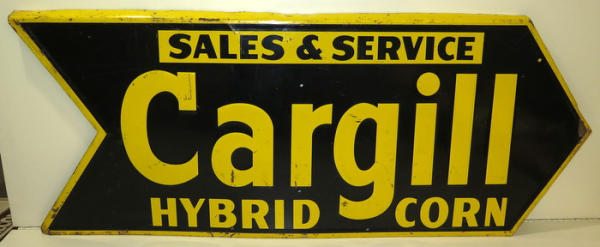 SALES & SERVICE
Cargill
HYBRID CORN